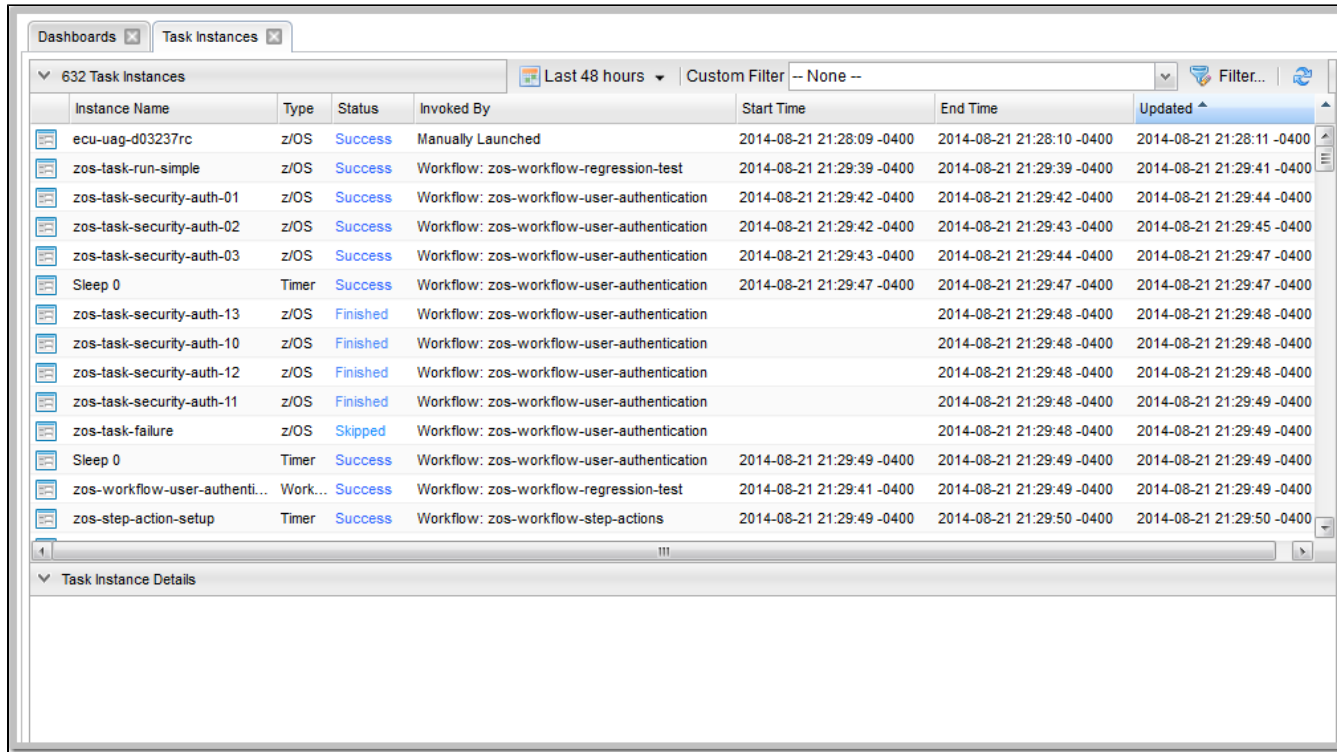 Dashboards Task Instances
632 Task Instances Last 48 hours Custom Filter -- None -- Filter...
Instance Name Type Status Invoked By Start Time End Time Updated
ecu-uag-d03237rc z/OS Success Manually Launched 2014-08-21 21:28:09 -0400 2014-08-21 21:28:10 -0400 2014-08-21 21:28:11 -0400
zos-task-run-simple z/OS Success Workflow: zos-workflow-regression-test 2014-08-21 21:29:39 -0400 2014-08-21 21:29:39 -0400 2014-08-21 21:29:41 -0400
zos-task-security-auth-01 z/OS Success Workflow: zos-workflow-user-authentication 2014-08-21 21:29:42 -0400 2014-08-21 21:29:42 -0400 2014-08-21 21:29:44 -0400
zos-task-security-auth-02 z/OS Success Workflow: zos-workflow-user-authentication 2014-08-21 21:29:42 -0400 2014-08-21 21:29:43 -0400 2014-08-21 21:29:45 -0400
zos-task-security-auth-03 z/OS Success Workflow: zos-workflow-user-authentication 2014-08-21 21:29:43 -0400 2014-08-21 21:29:44 -0400 2014-08-21 21:29:47 -0400
Sleep 0 Timer Success Workflow: zos-workflow-user-authentication 2014-08-21 21:29:47 -0400 2014-08-21 21:29:47 -0400 2014-08-21 21:29:47 -0400
zos-task-security-auth-13 z/OS Finished Workflow: zos-workflow-user-authentication 2014-08-21 21:29:48 -0400 2014-08-21 21:29:48 -0400
zos-task-security-auth-10 z/OS Finished Workflow: zos-workflow-user-authentication 2014-08-21 21:29:48 -0400 2014-08-21 21:29:48 -0400
zos-task-security-auth-12 z/OS Finished Workflow: zos-workflow-user-authentication 2014-08-21 21:29:48 -0400 2014-08-21 21:29:48 -0400
zos-task-security-auth-11 z/OS Finished Workflow: zos-workflow-user-authentication 2014-08-21 21:29:48 -0400 2014-08-21 21:29:49 -0400
zos-task-failure z/OS Skipped Workflow: zos-workflow-user-authentication 2014-08-21 21:29:48 -0400 2014-08-21 21:29:49 -0400
Sleep 0 Timer Success Workflow: zos-workflow-user-authentication 2014-08-21 21:29:49 -0400 2014-08-21 21:29:49 -0400 2014-08-21 21:29:49 -0400
zos-workflow-user-authenti... Work... Success Workflow: zos-workflow-regression-test 2014-08-21 21:29:41 -0400 2014-08-21 21:29:49 -0400 2014-08-21 21:29:49 -0400
zos-step-action-setup Timer Success Workflow: zos-workflow-step-actions 2014-08-21 21:29:49 -0400 2014-08-21 21:29:50 -0400 2014-08-21 21:29:50 -0400
Task Instance Details